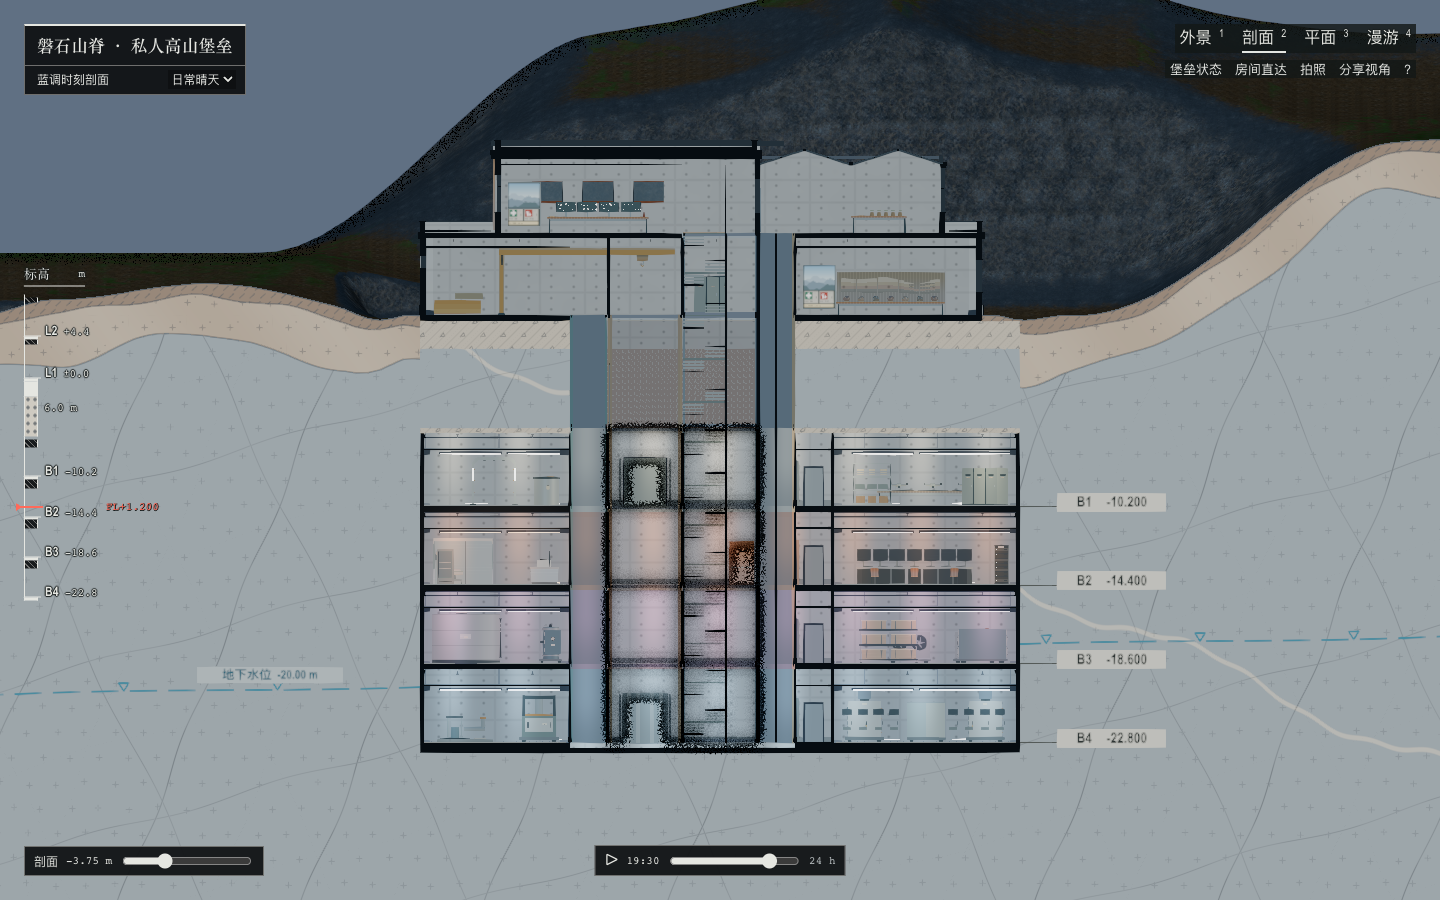 磐石山脊 · 私人高山堡垒
蓝调时刻剖面 日常晴天
外景 1 剖面 2 平面 3 漫游 4
堡垒状态 房间直达 拍照 分享视角 ?
标高 m
L2 +4.4
L1 ±0.0
6.0 m
B1 -10.2
B2 -14.4
FL+1.200
B3 -18.6
B4 -22.8
B1 -10.200
B2 -14.400
B3 -18.600
地下水位 -20.00 m
B4 -22.800
剖面 -3.75 m
19:30 24 h